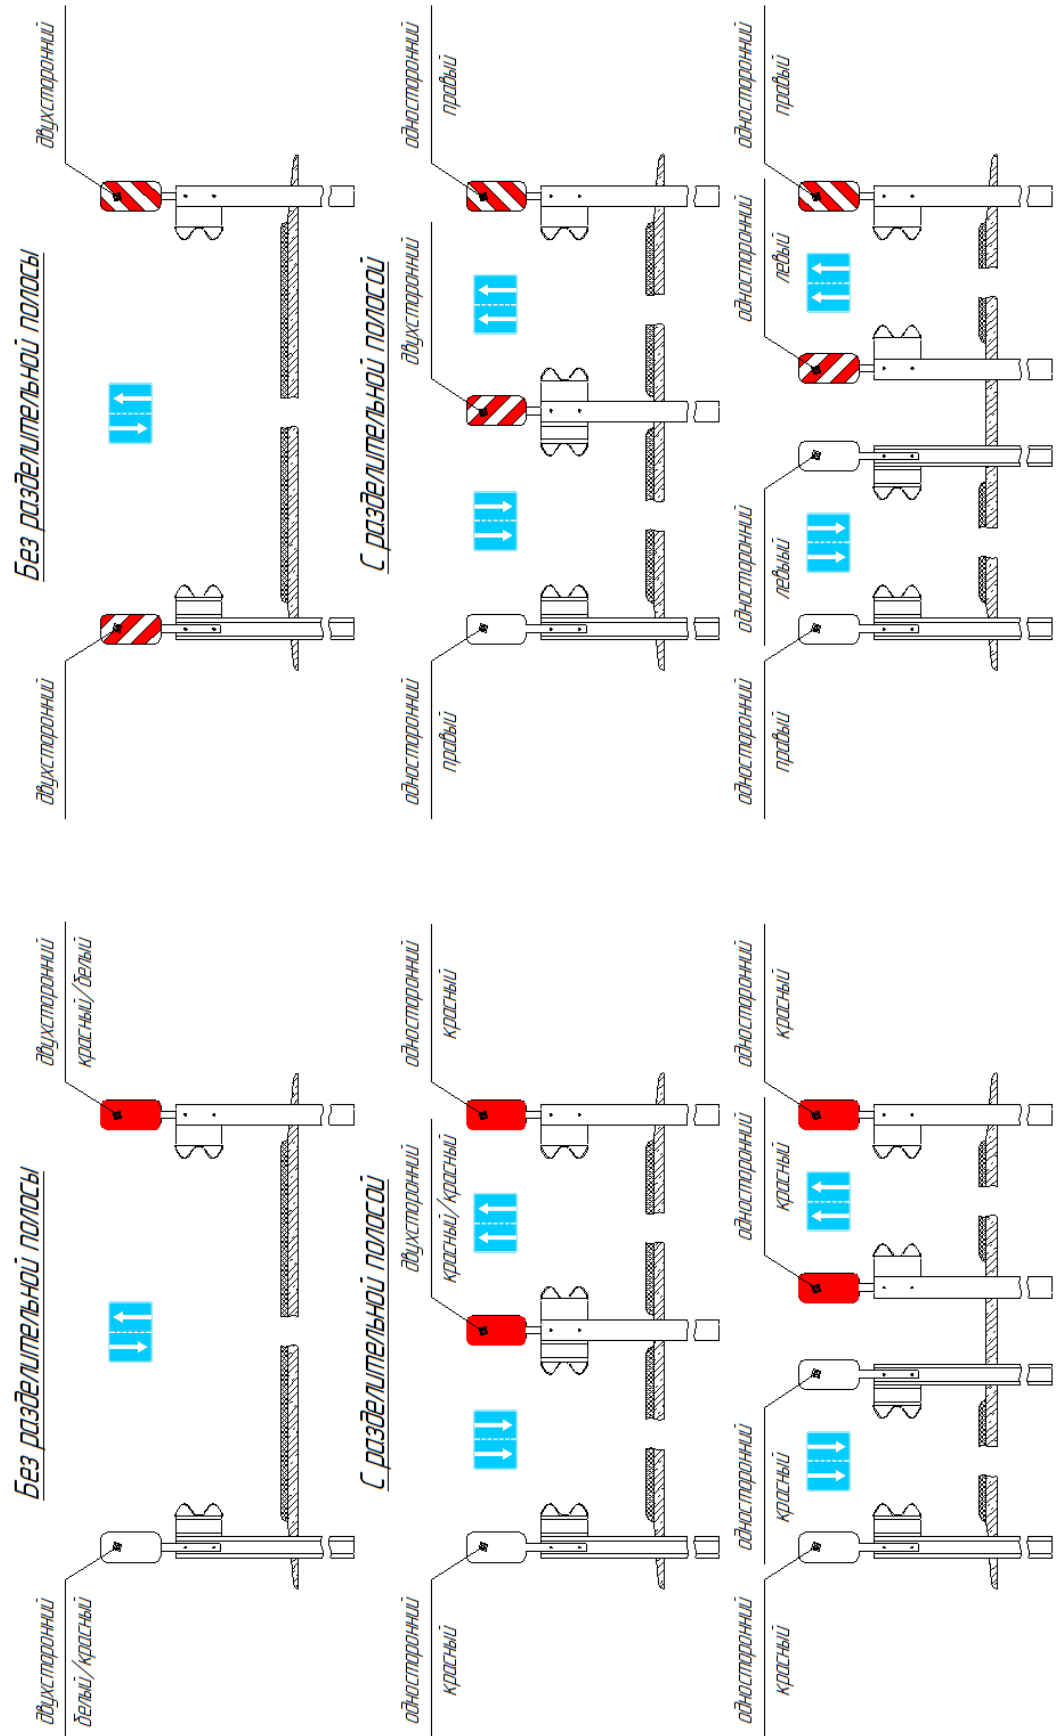 Без разделительной полосы
двухсторонний
белый/красный
двухсторонний
красный/белый
С разделительной полосой
односторонний
красный
двухсторонний
красный/красный
односторонний
красный
односторонний
красный
односторонний
красный
односторонний
красный
односторонний
красный
Без разделительной полосы
двухсторонний
двухсторонний
С разделительной полосой
односторонний
правый
двухсторонний
односторонний
правый
односторонний
правый
односторонний
левыый
односторонний
левый
односторонний
правый